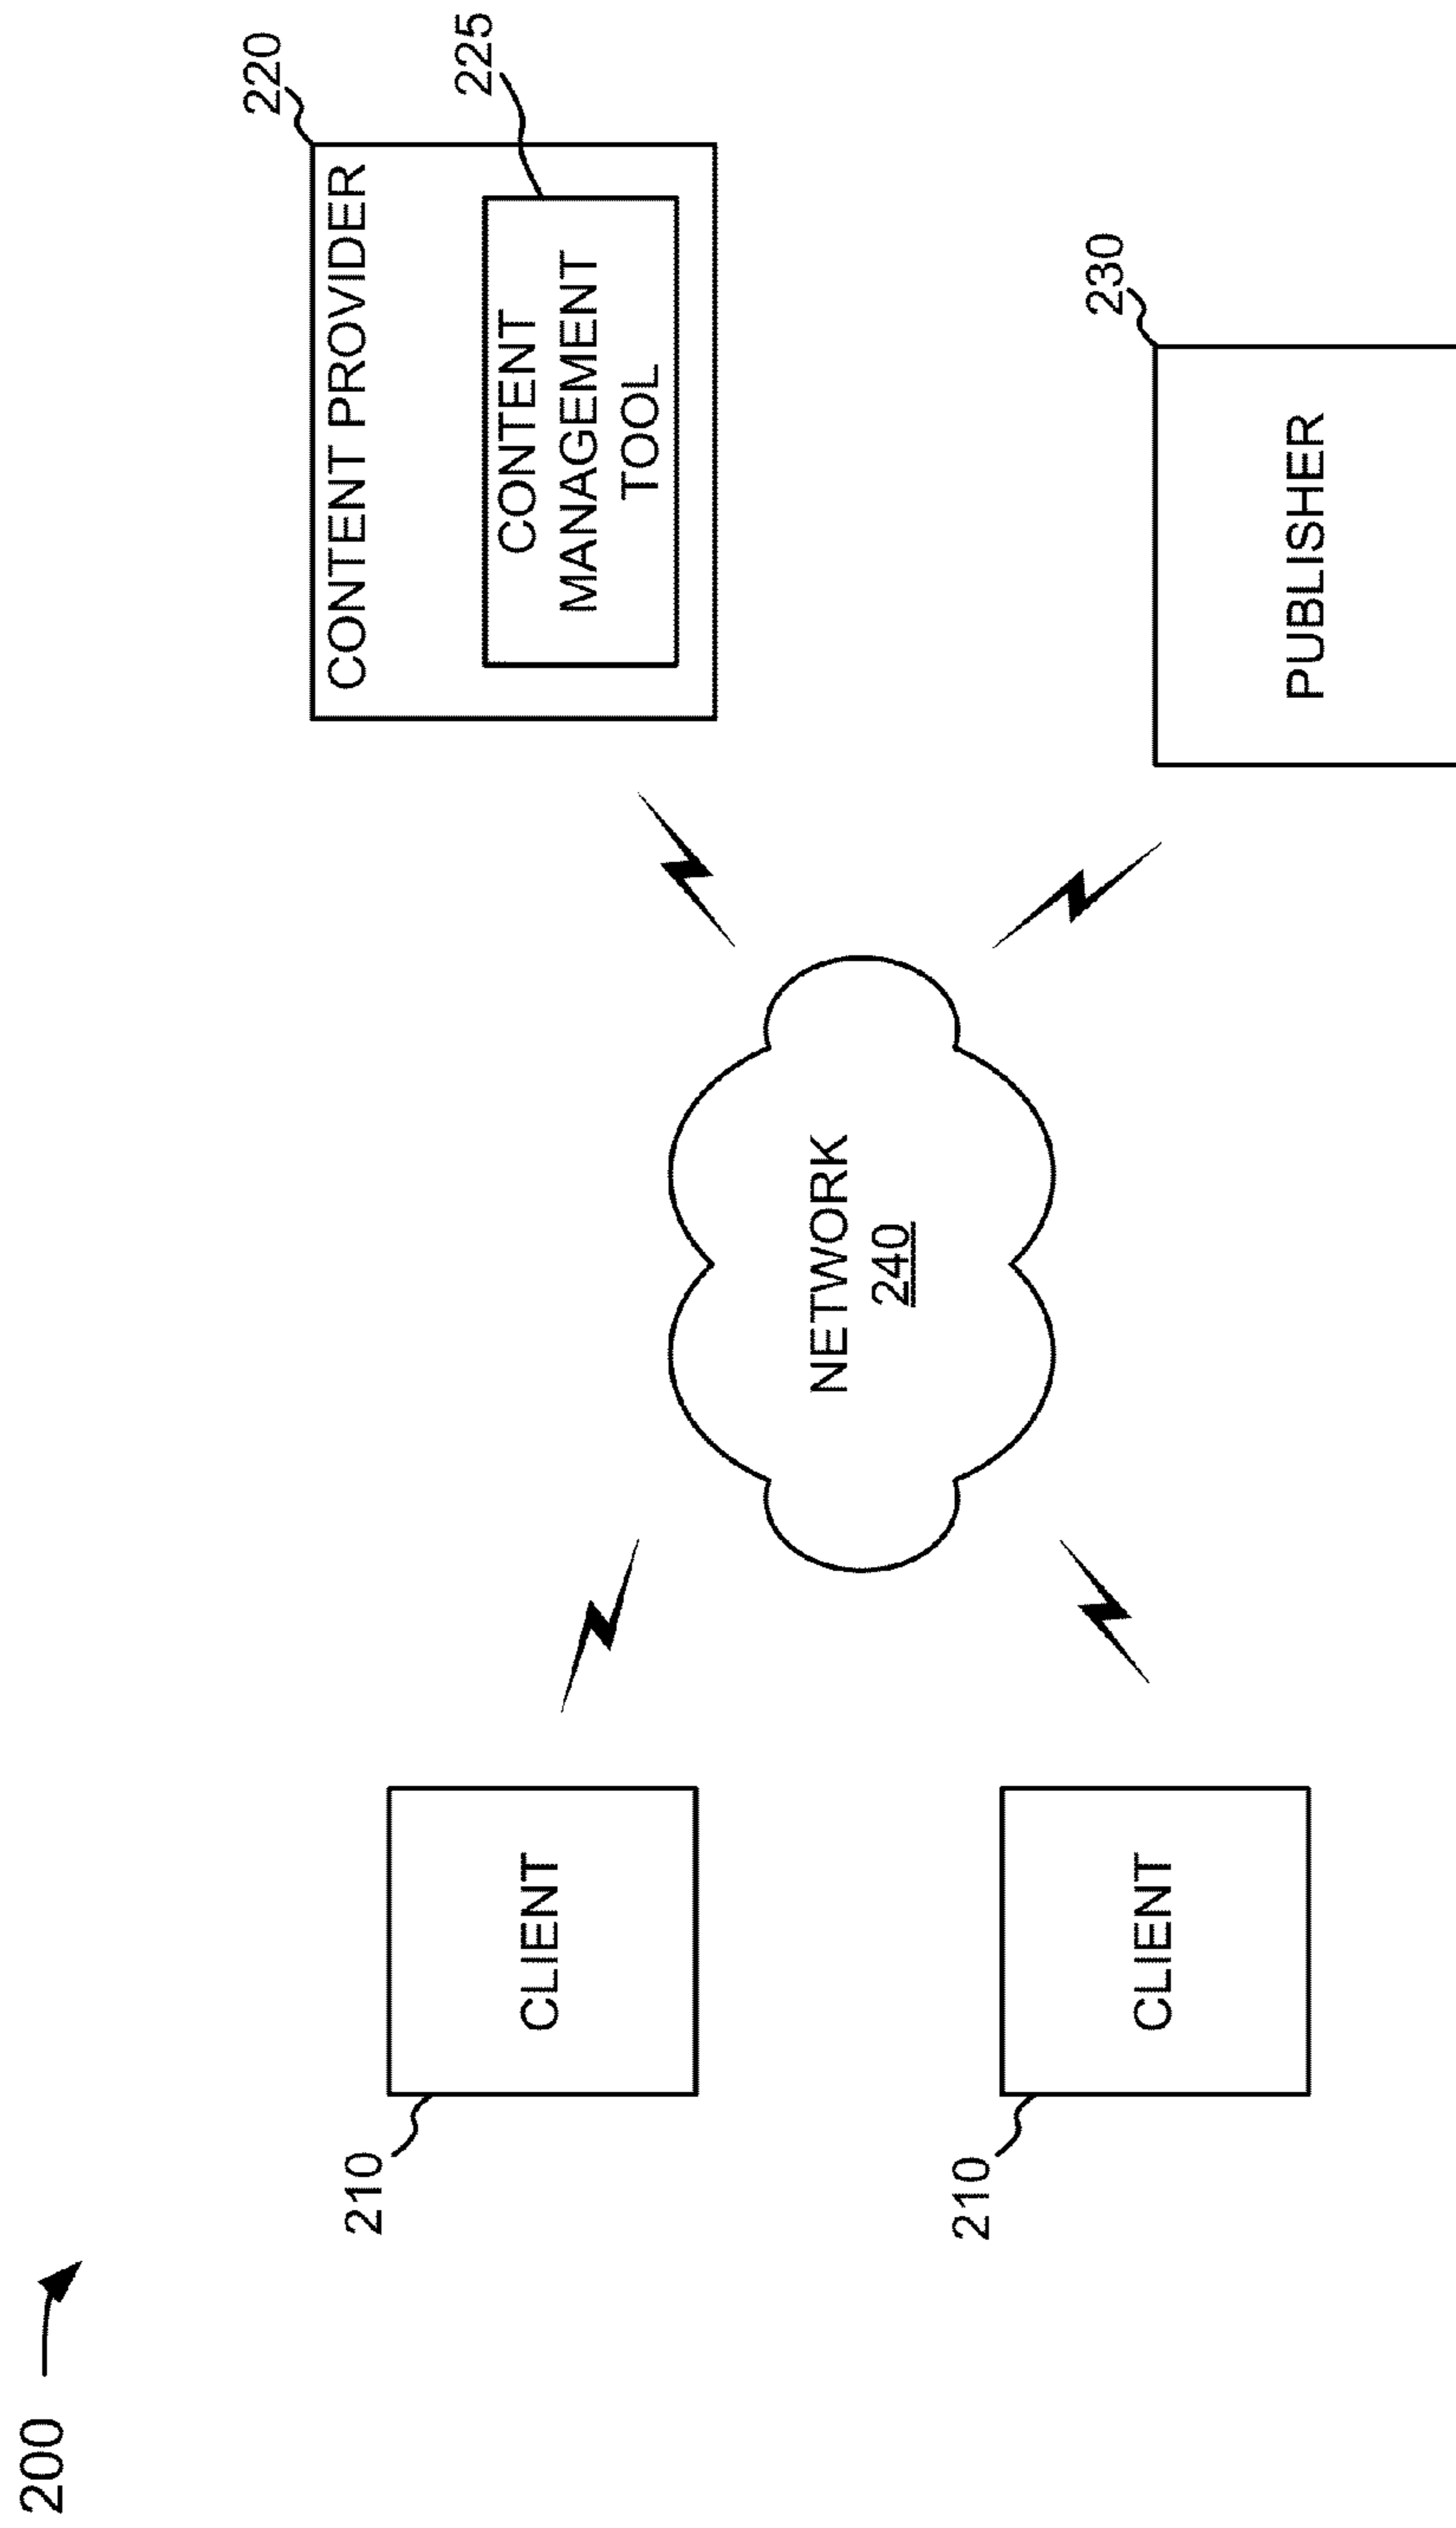 200
220
CONTENT PROVIDER
225
CONTENT
MANAGEMENT
TOOL
210
CLIENT
NETWORK
240
230
PUBLISHER
210
CLIENT